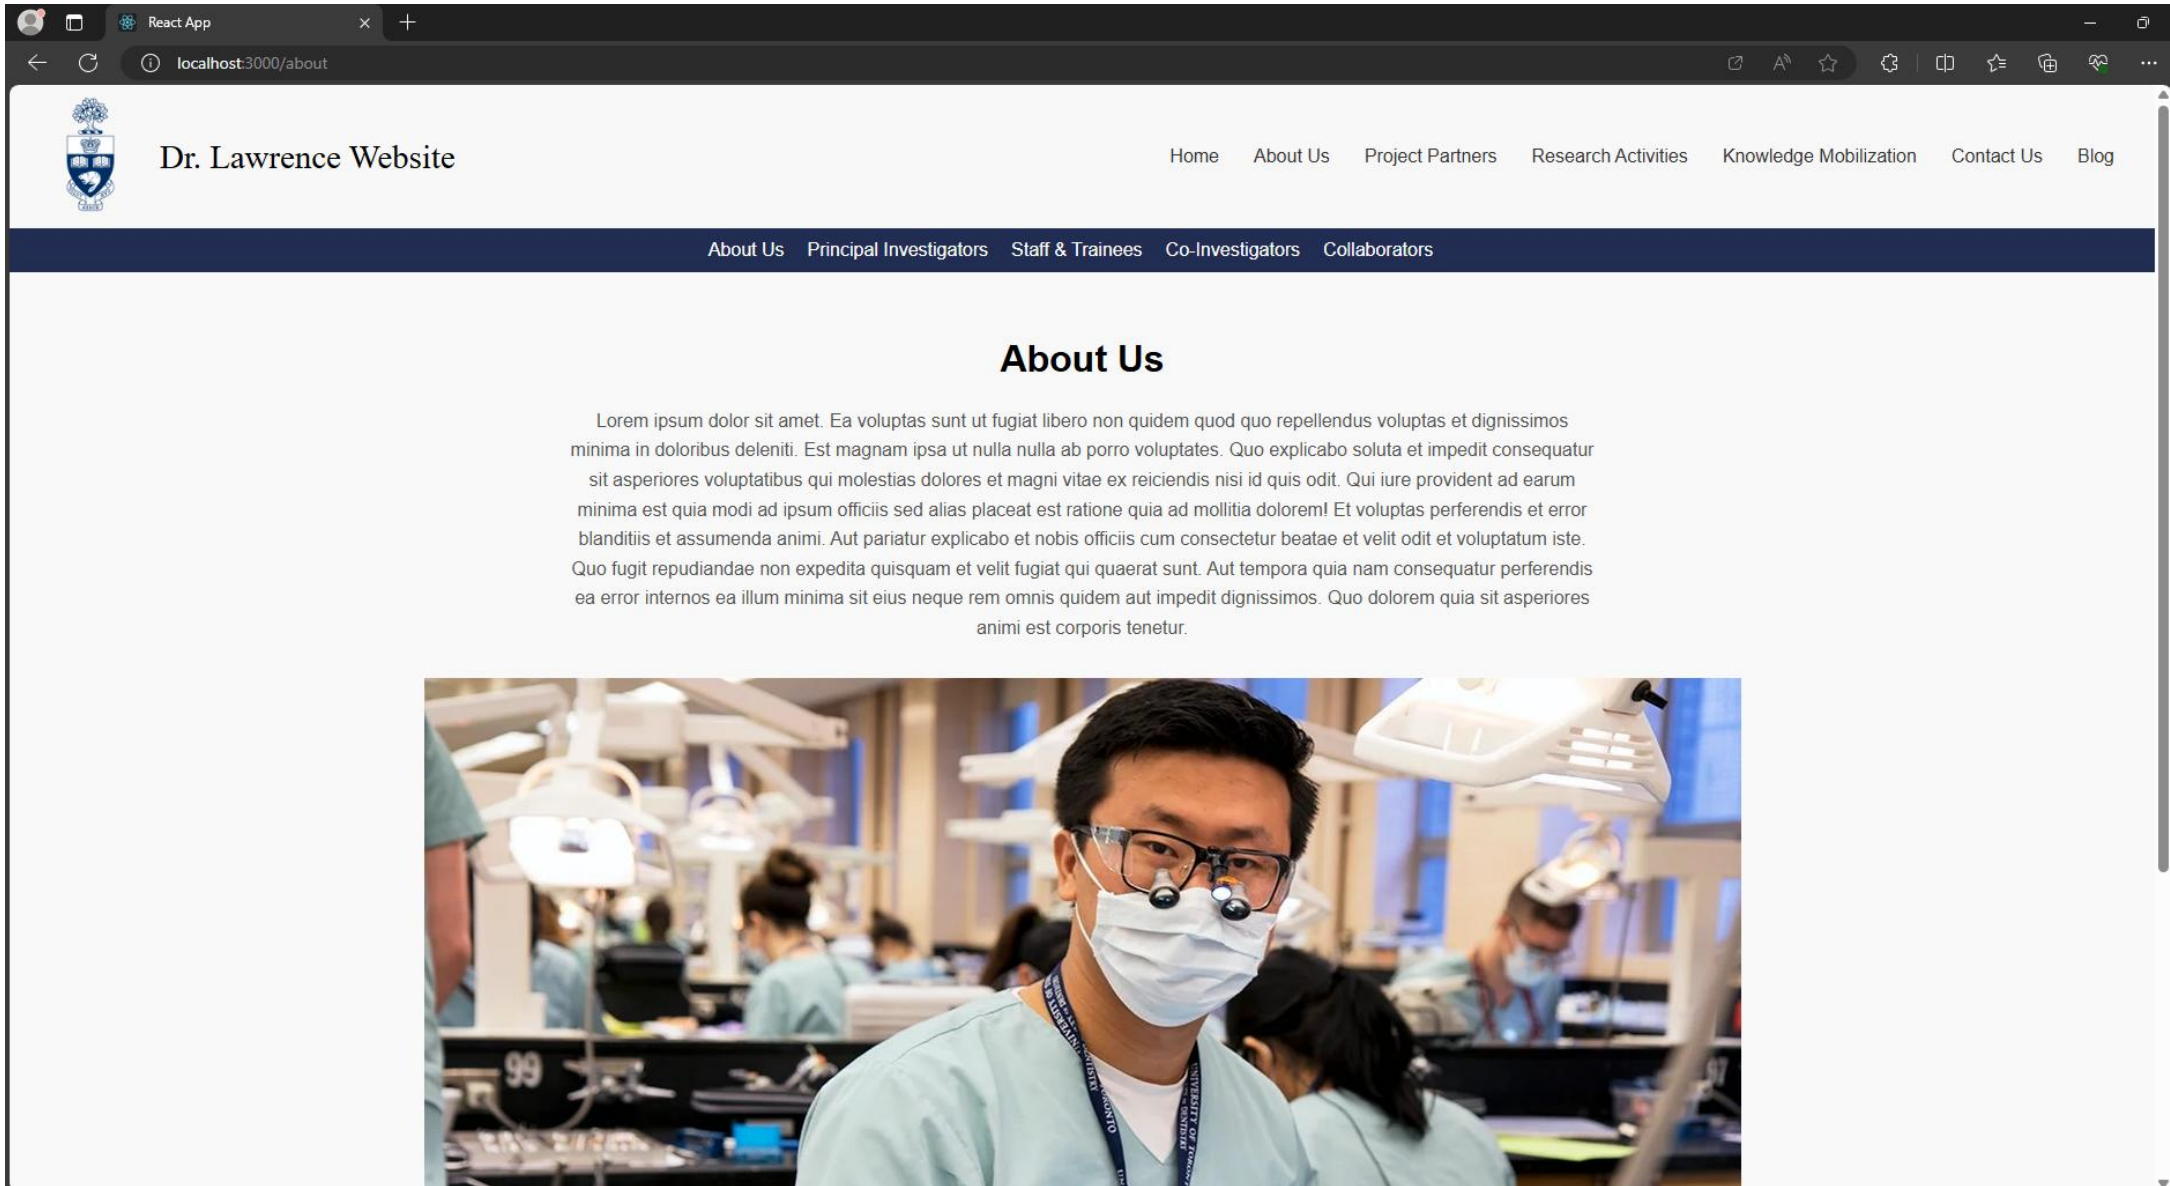 React App
localhost:3000/about
Dr. Lawrence Website
Home About Us Project Partners Research Activities Knowledge Mobilization Contact Us Blog
About Us Principal Investigators Staff & Trainees Co-Investigators Collaborators
About Us
Lorem ipsum dolor sit amet. Ea voluptas sunt ut fugiat libero non quidem quod quo repellendus voluptas et dignissimos
minima in doloribus deleniti. Est magnam ipsa ut nulla nulla ab porro voluptates. Quo explicabo soluta et impedit consequatur
sit asperiores voluptatibus qui molestias dolores et magni vitae ex reiciendis nisi id quis odit. Qui iure provident ad earum
minima est quia modi ad ipsum officiis sed alias placeat est ratione quia ad mollitia dolorem! Et voluptas perferendis et error
blanditiis et assumenda animi. Aut pariatur explicabo et nobis officiis cum consectetur beatae et velit odit et voluptatum iste.
Quo fugit repudiandae non expedita quisquam et velit fugiat qui quaerat sunt. Aut tempora quia nam consequatur perferendis
ea error internos ea illum minima sit eius neque rem omnis quidem aut impedit dignissimos. Quo dolorem quia sit asperiores
animi est corporis tenetur.
99
97
UNIVERSITY OF TORONTO
DENTISTRY